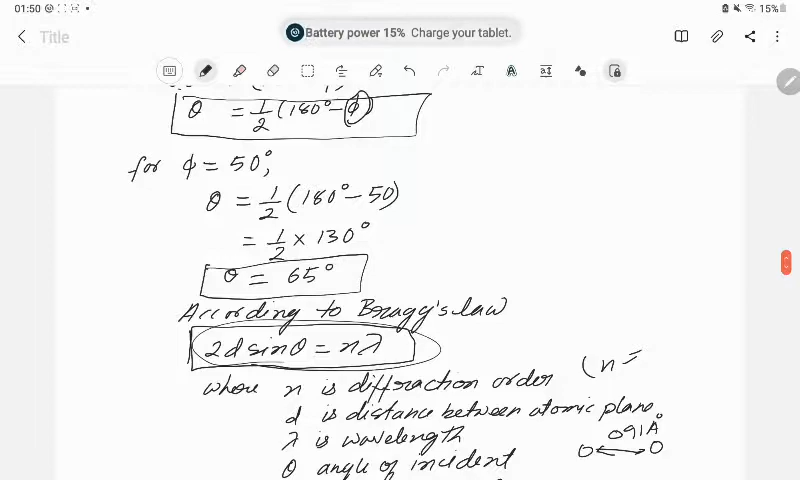 01:50
15%
Title
Battery power 15% Charge your tablet.
θ = 1/2 (180° - ϕ)
for ϕ = 50°,
θ = 1/2 (180° - 50)
= 1/2 × 130°
θ = 65°
According to Bragg's law
2d sinθ = nλ
where n is diffraction order (n =
d is distance between atomic plane.
λ is wavelength
0.91Å
θ angle of incident